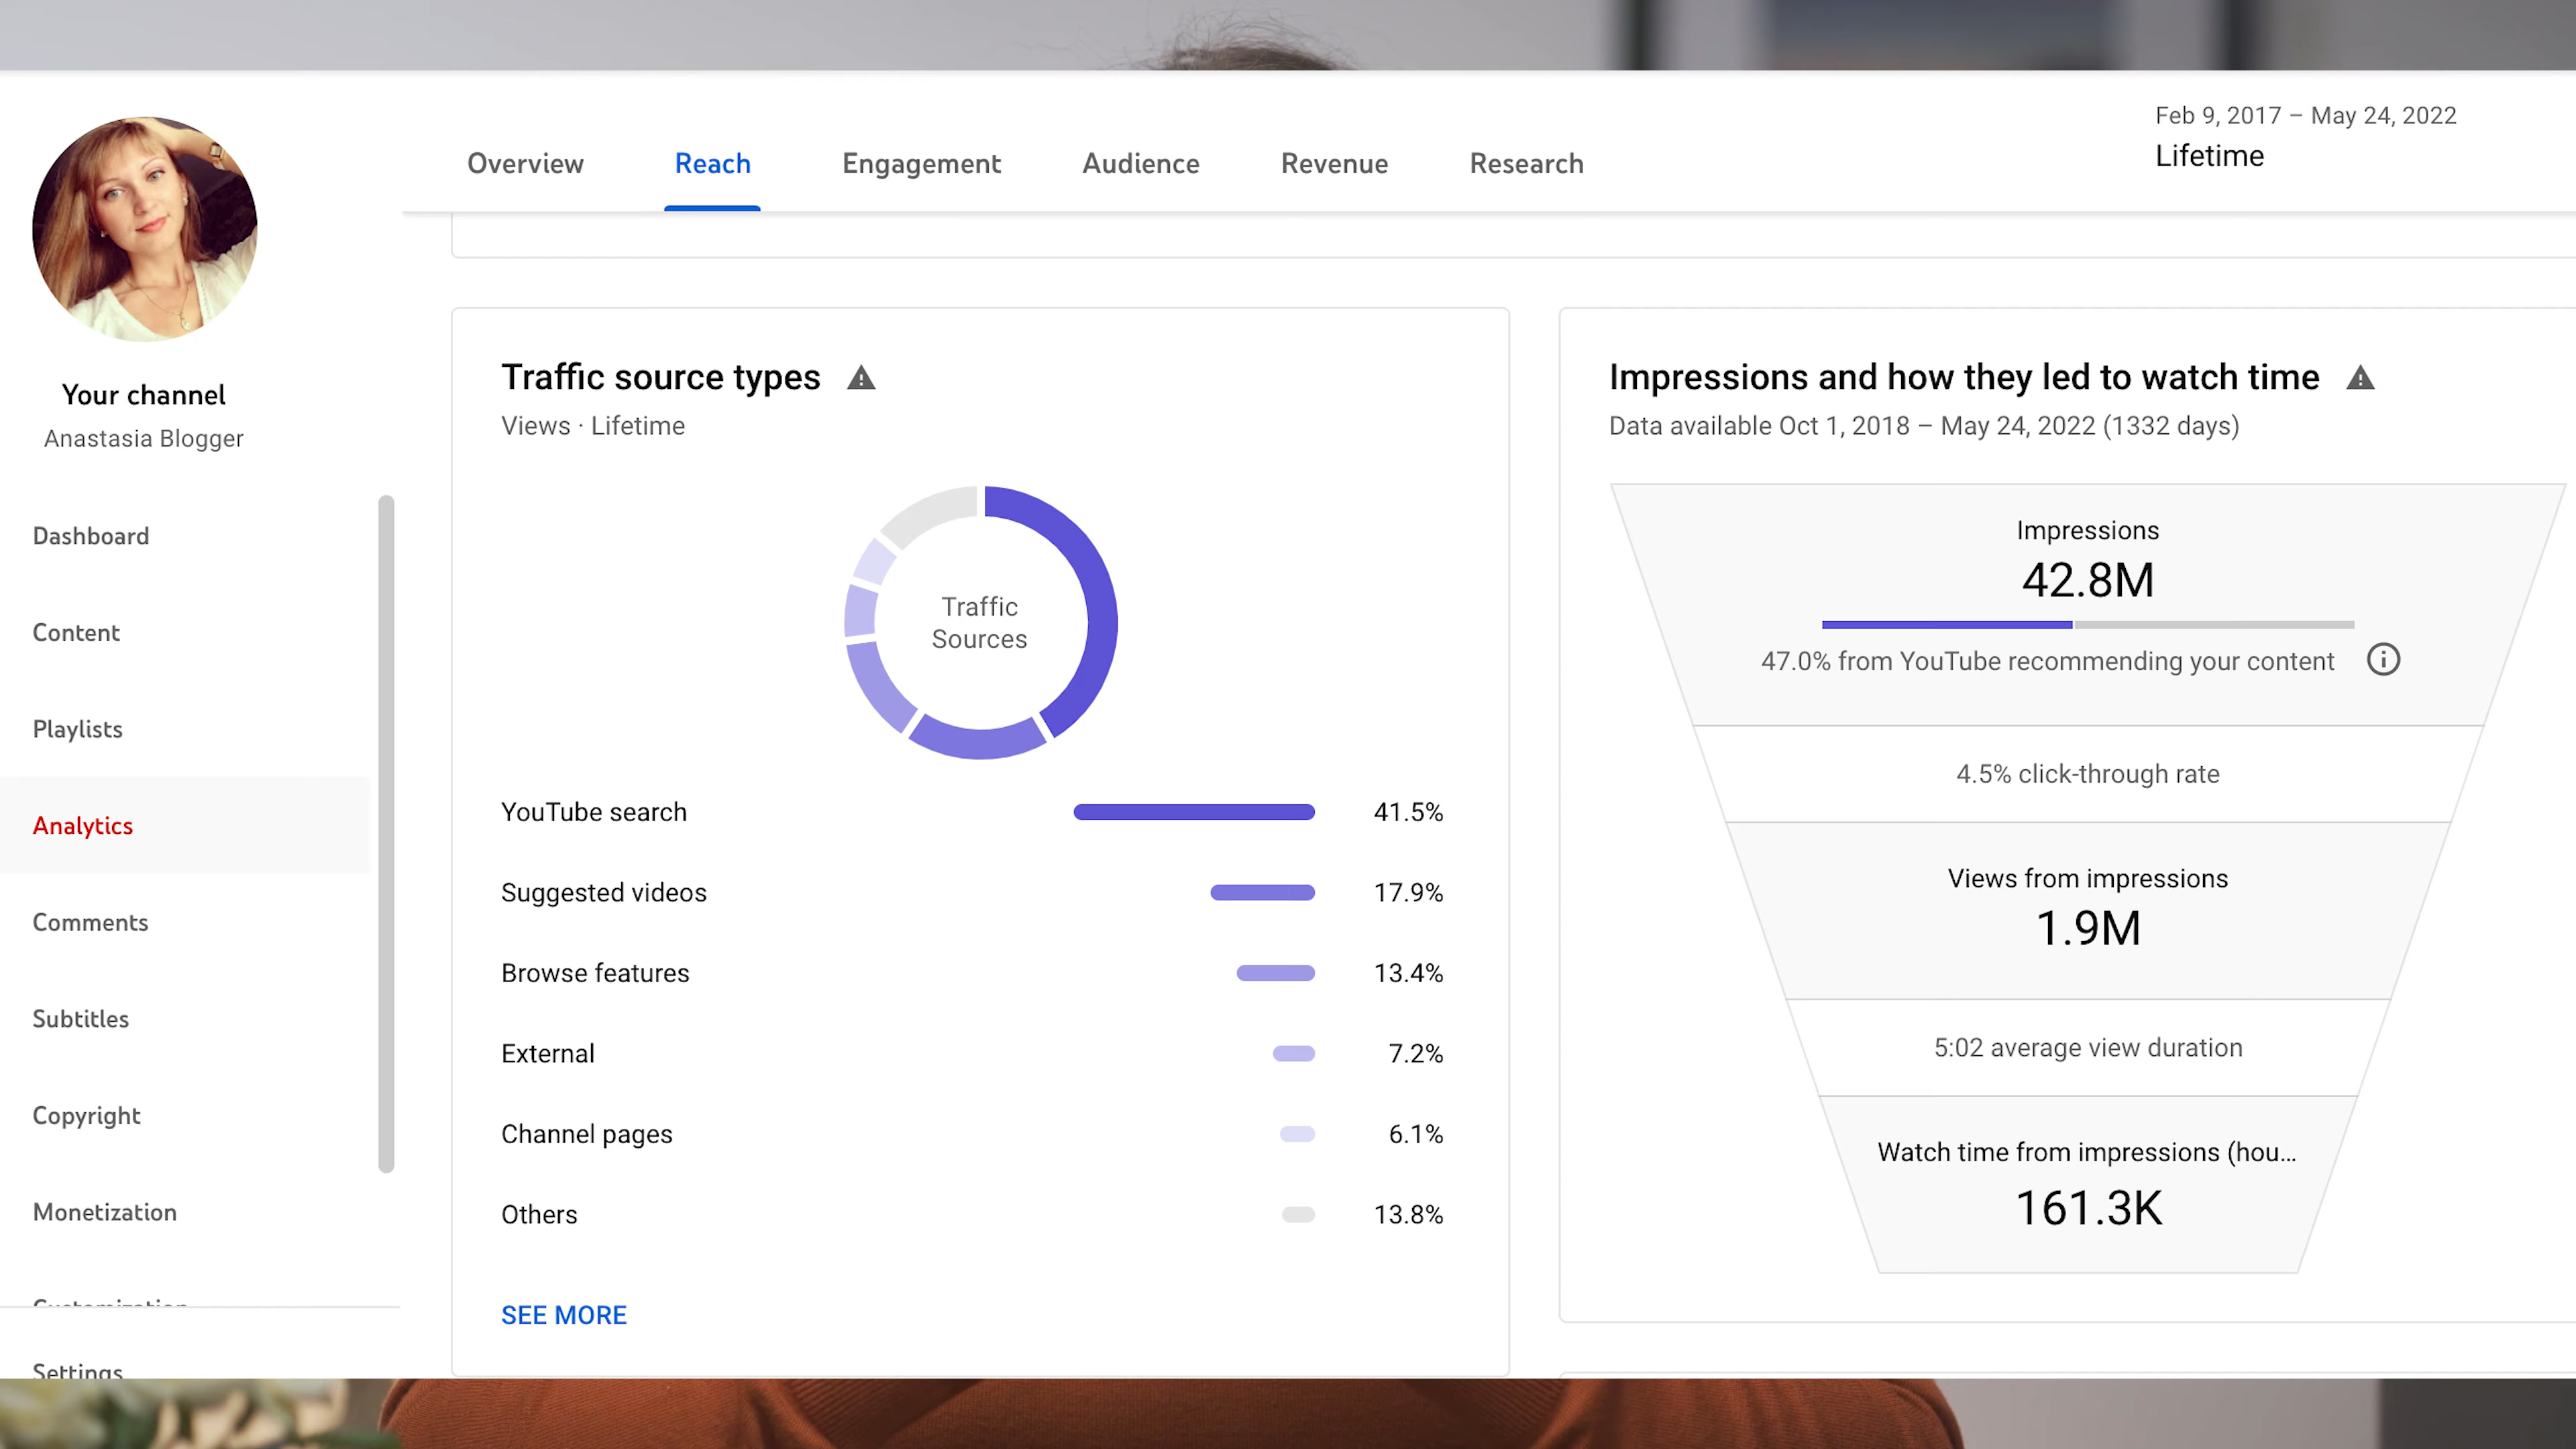 Feb 9, 2017 – May 24, 2022
Lifetime
Overview
Reach
Engagement
Audience
Revenue
Research
Your channel
Anastasia Blogger
Dashboard
Content
Playlists
Analytics
Comments
Subtitles
Copyright
Monetization
Customization
Settings
Traffic source types
Views · Lifetime
Traffic
Sources
YouTube search 41.5%
Suggested videos 17.9%
Browse features 13.4%
External 7.2%
Channel pages 6.1%
Others 13.8%
SEE MORE
Impressions and how they led to watch time
Data available Oct 1, 2018 – May 24, 2022 (1332 days)
Impressions
42.8M
47.0% from YouTube recommending your content
4.5% click-through rate
Views from impressions
1.9M
5:02 average view duration
Watch time from impressions (hou...
161.3K